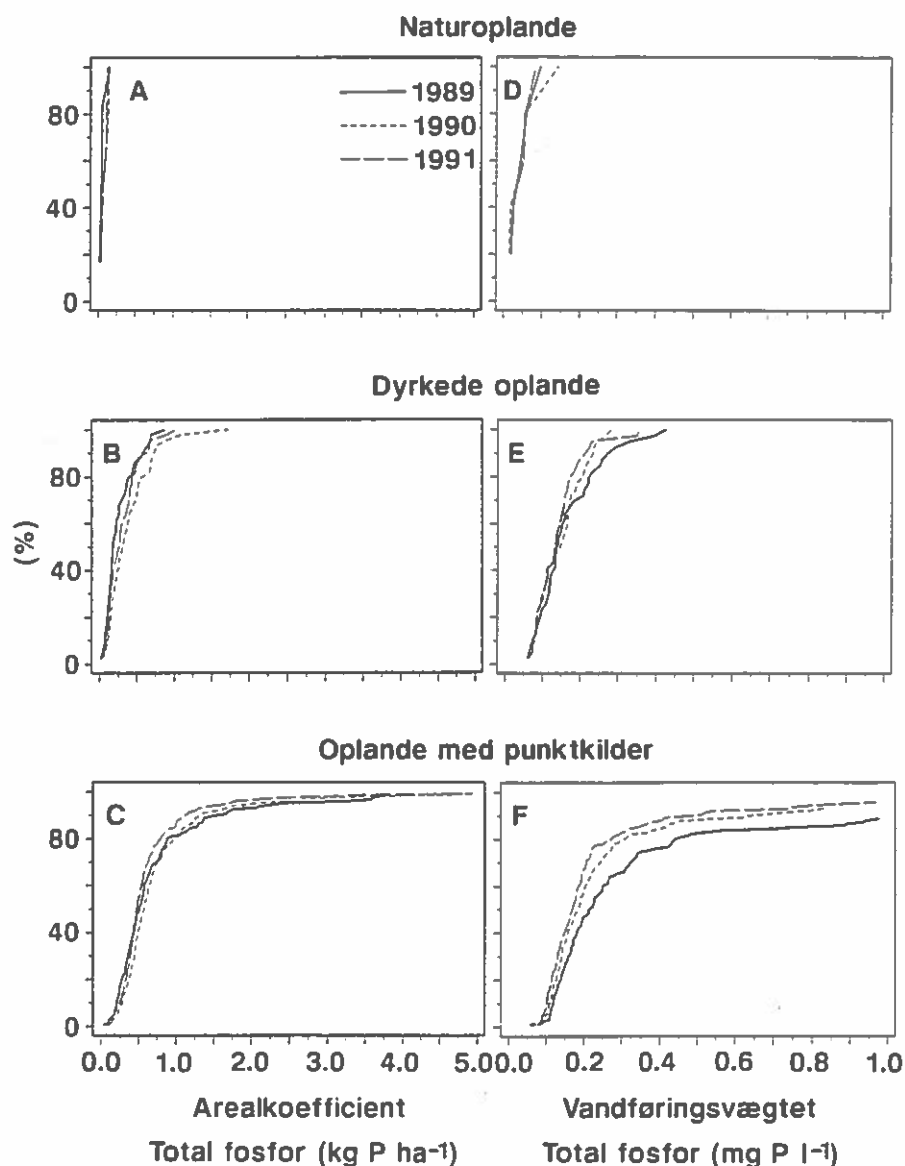 Naturoplande
A
1989
1990
1991
D
80
40
0
Dyrkede oplande
B
E
80
40
0
(%)
Oplande med punktkilder
C
F
80
40
0
0.0 1.0 2.0 3.0 4.0 5.0 0.0 0.2 0.4 0.6 0.8 1.0
Arealkoefficient
Total fosfor (kg P ha-1)
Vandføringsvægtet
Total fosfor (mg P l-1)